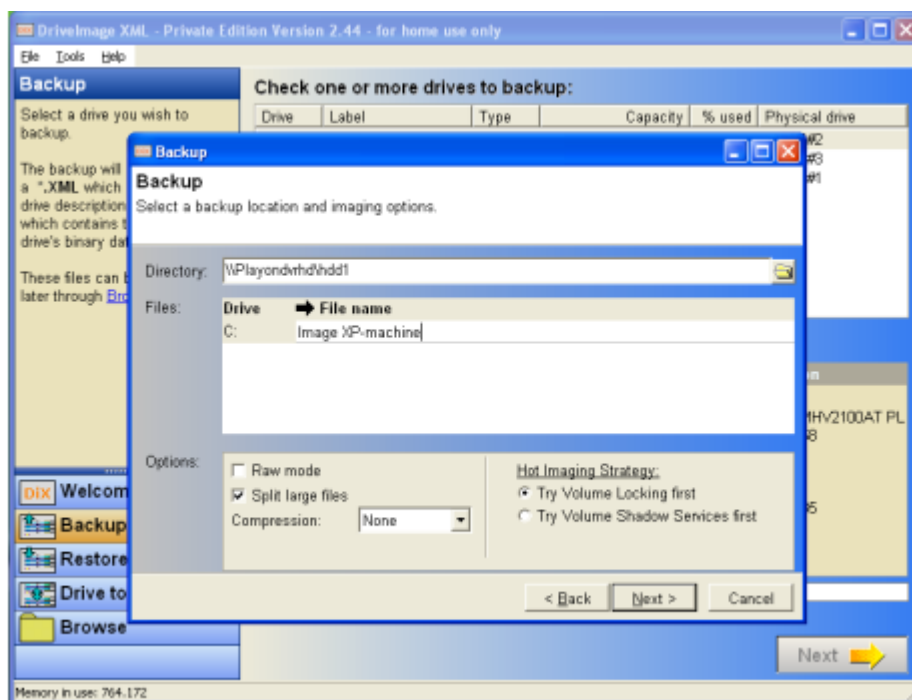 DriveImage XML - Private Edition Version 2.44 - for home use only
File Tools Help
Backup
Select a drive you wish to
backup.
The backup will
a *.XML which
drive description
which contains
drive's binary
These files can
later through
Check one or more drives to backup:
Drive Label Type Capacity % used Physical drive
#2
#3
#1
Backup
Backup
Select a backup location and imaging options.
Directory: \\Playondvrhd\hdd1
Files: Drive File name
C: Image XP-machine
Options: Raw mode
Split large files
Compression: None
Hot Imaging Strategy:
Try Volume Locking first
Try Volume Shadow Services first
< Back Next > Cancel
MHV2100AT PL
DiX Welcom
Backup
Restore
Drive to
Browse
Next
Memory in use: 764.172